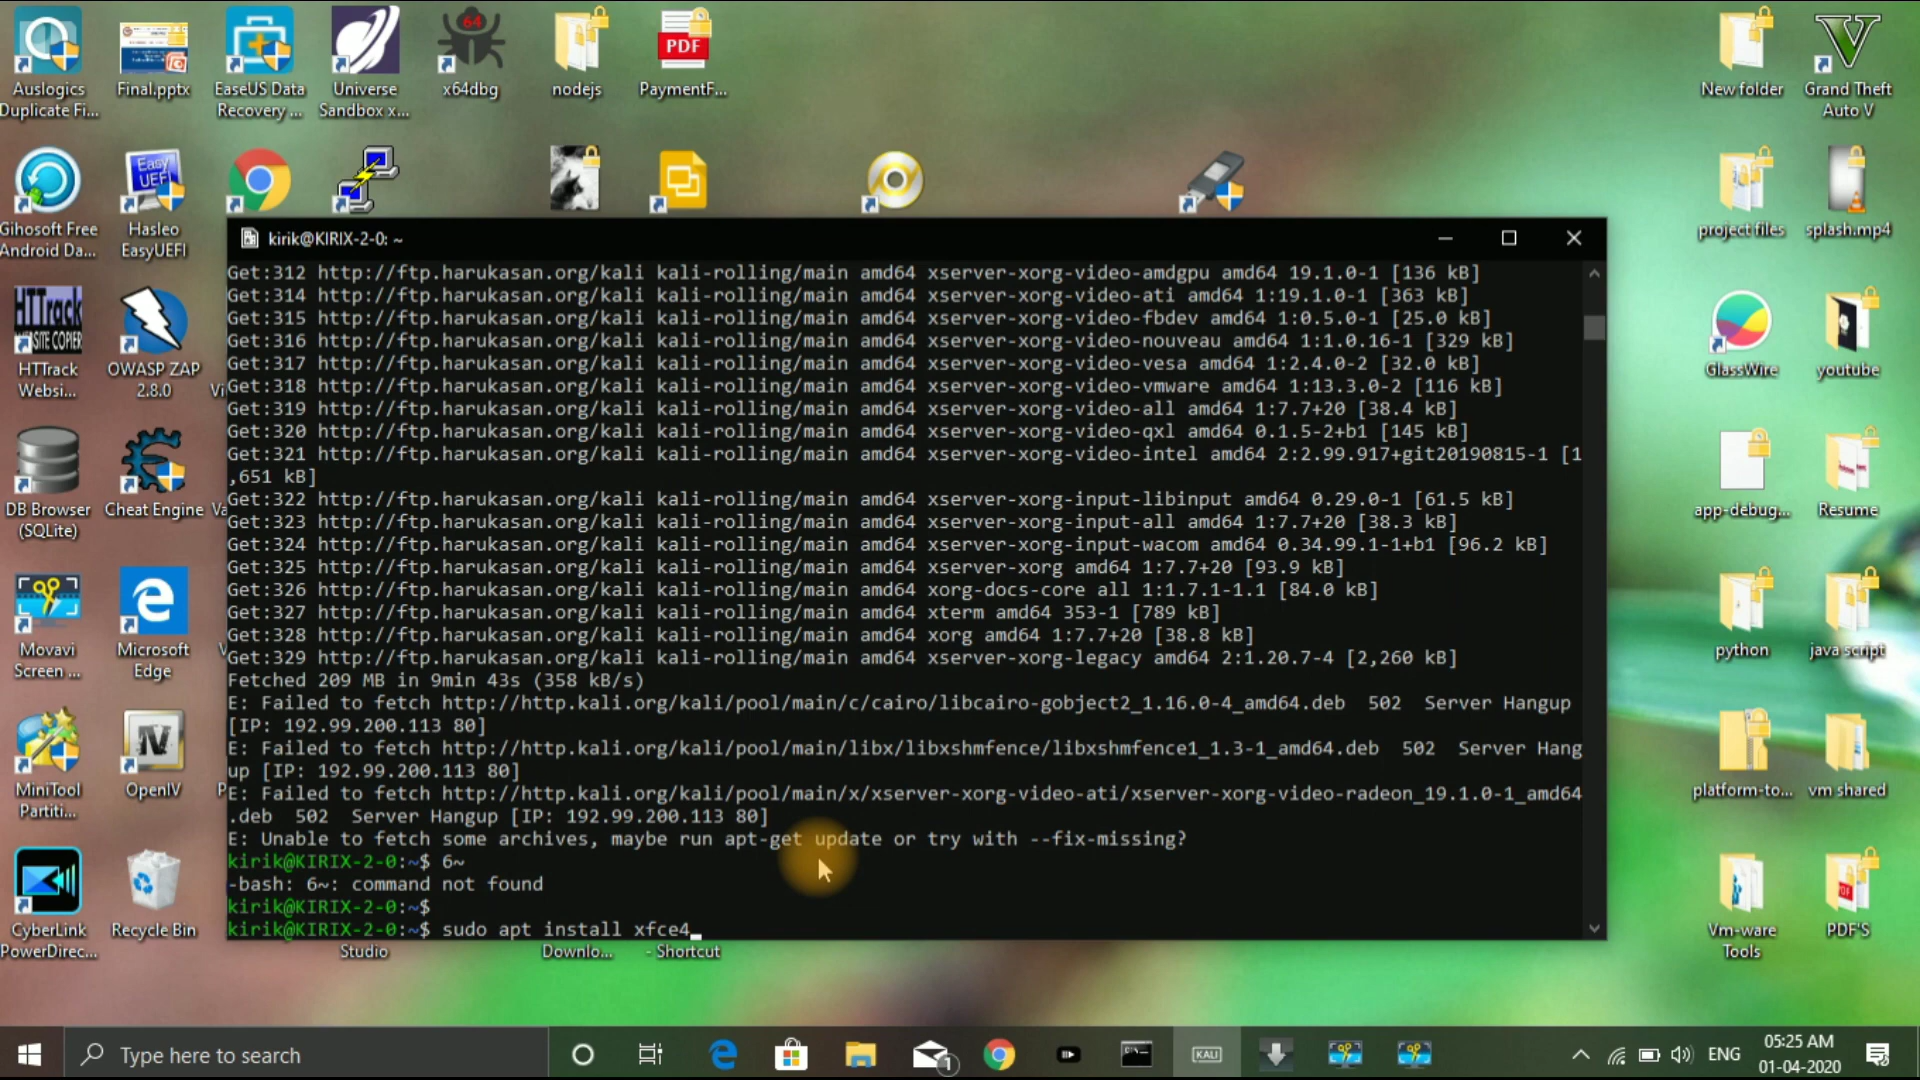 Auslogics
Duplicate Fi...
Final.pptx
EaseUS Data
Recovery ...
Universe
Sandbox x...
64
x64dbg
nodejs
PDF
PaymentF...
New folder
Grand Theft
Auto V
Gihosoft Free
Android Da...
Easy
UEFI
Hasleo
EasyUEFI
project files
splash.mp4
kirik@KIRIX-2-0: ~
Get:312 http://ftp.harukasan.org/kali kali-rolling/main amd64 xserver-xorg-video-amdgpu amd64 19.1.0-1 [136 kB]
Get:314 http://ftp.harukasan.org/kali kali-rolling/main amd64 xserver-xorg-video-ati amd64 1:19.1.0-1 [363 kB]
Get:315 http://ftp.harukasan.org/kali kali-rolling/main amd64 xserver-xorg-video-fbdev amd64 1:0.5.0-1 [25.0 kB]
Get:316 http://ftp.harukasan.org/kali kali-rolling/main amd64 xserver-xorg-video-nouveau amd64 1:1.0.16-1 [329 kB]
Get:317 http://ftp.harukasan.org/kali kali-rolling/main amd64 xserver-xorg-video-vesa amd64 1:2.4.0-2 [32.0 kB]
Get:318 http://ftp.harukasan.org/kali kali-rolling/main amd64 xserver-xorg-video-vmware amd64 1:13.3.0-2 [116 kB]
Get:319 http://ftp.harukasan.org/kali kali-rolling/main amd64 xserver-xorg-video-all amd64 1:7.7+20 [38.4 kB]
Get:320 http://ftp.harukasan.org/kali kali-rolling/main amd64 xserver-xorg-video-qxl amd64 0.1.5-2+b1 [145 kB]
Get:321 http://ftp.harukasan.org/kali kali-rolling/main amd64 xserver-xorg-video-intel amd64 2:2.99.917+git20190815-1 [1
,651 kB]
Get:322 http://ftp.harukasan.org/kali kali-rolling/main amd64 xserver-xorg-input-libinput amd64 0.29.0-1 [61.5 kB]
Get:323 http://ftp.harukasan.org/kali kali-rolling/main amd64 xserver-xorg-input-all amd64 1:7.7+20 [38.3 kB]
Get:324 http://ftp.harukasan.org/kali kali-rolling/main amd64 xserver-xorg-input-wacom amd64 0.34.99.1-1+b1 [96.2 kB]
Get:325 http://ftp.harukasan.org/kali kali-rolling/main amd64 xserver-xorg amd64 1:7.7+20 [93.9 kB]
Get:326 http://ftp.harukasan.org/kali kali-rolling/main amd64 xorg-docs-core all 1:1.7.1-1.1 [84.0 kB]
Get:327 http://ftp.harukasan.org/kali kali-rolling/main amd64 xterm amd64 353-1 [789 kB]
Get:328 http://ftp.harukasan.org/kali kali-rolling/main amd64 xorg amd64 1:7.7+20 [38.8 kB]
Get:329 http://ftp.harukasan.org/kali kali-rolling/main amd64 xserver-xorg-legacy amd64 2:1.20.7-4 [2,260 kB]
Fetched 209 MB in 9min 43s (358 kB/s)
E: Failed to fetch http://http.kali.org/kali/pool/main/c/cairo/libcairo-gobject2_1.16.0-4_amd64.deb  502  Server Hangup
[IP: 192.99.200.113 80]
E: Failed to fetch http://http.kali.org/kali/pool/main/libx/libxshmfence/libxshmfence1_1.3-1_amd64.deb  502  Server Hang
up [IP: 192.99.200.113 80]
E: Failed to fetch http://http.kali.org/kali/pool/main/x/xserver-xorg-video-ati/xserver-xorg-video-radeon_19.1.0-1_amd64
.deb  502  Server Hangup [IP: 192.99.200.113 80]
E: Unable to fetch some archives, maybe run apt-get update or try with --fix-missing?
kirik@KIRIX-2-0:~$ 6~
-bash: 6~: command not found
kirik@KIRIX-2-0:~$
kirik@KIRIX-2-0:~$ sudo apt install xfce4
HTTrack
WEBSITE COPIER
HTTrack
Websi...
OWASP ZAP
2.8.0
Vi
GlassWire
youtube
DB Browser
(SQLite)
Cheat Engine
Va
app-debug...
Resume
Movavi
Screen ...
Microsoft
Edge
V
python
java script
MiniTool
Partiti...
OpenIV
P
platform-to...
vm shared
CyberLink
PowerDirec...
Recycle Bin
Studio
Downlo...
- Shortcut
Vm-ware
Tools
PDF
PDF'S
Type here to search
1
KALI
ENG
05:25 AM
01-04-2020